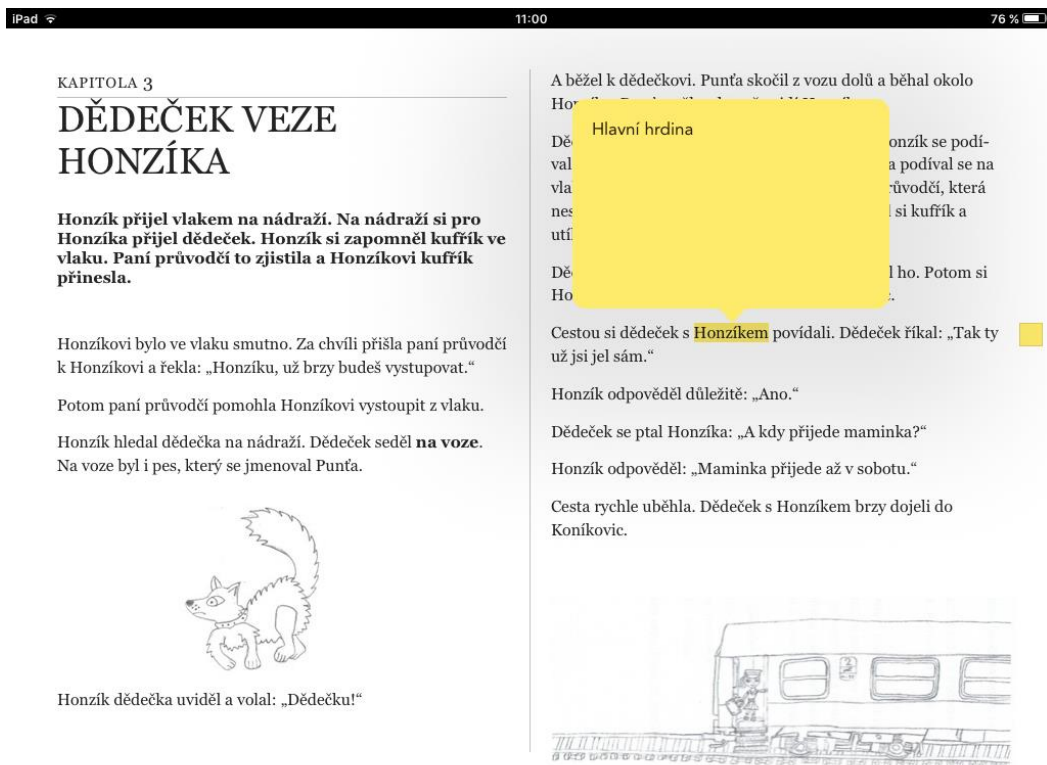 iPad 11:00 76 %
KAPITOLA 3
DĚDEČEK VEZE
HONZÍKA
Honzík přijel vlakem na nádraží. Na nádraží si pro
Honzíka přijel dědeček. Honzík si zapomněl kufřík ve
vlaku. Paní průvodčí to zjistila a Honzíkovi kufřík
přinesla.
Honzíkovi bylo ve vlaku smutno. Za chvíli přišla paní průvodčí
k Honzíkovi a řekla: „Honzíku, už brzy budeš vystupovat.“
Potom paní průvodčí pomohla Honzíkovi vystoupit z vlaku.
Honzík hledal dědečka na nádraží. Dědeček seděl na voze.
Na voze byl i pes, který se jmenoval Punťa.
Honzík dědečka uviděl a volal: „Dědečku!“
A běžel k dědečkovi. Punťa skočil z vozu dolů a běhal okolo
Hlavní hrdina
se podí-
podíval se na
která
si kufřík a
ho. Potom si
Cestou si dědeček s Honzíkem povídali. Dědeček říkal: „Tak ty
už jsi jel sám.“
Honzík odpověděl důležitě: „Ano.“
Dědeček se ptal Honzíka: „A kdy přijede maminka?“
Honzík odpověděl: „Maminka přijede až v sobotu.“
Cesta rychle uběhla. Dědeček s Honzíkem brzy dojeli do
Koníkovic.
2